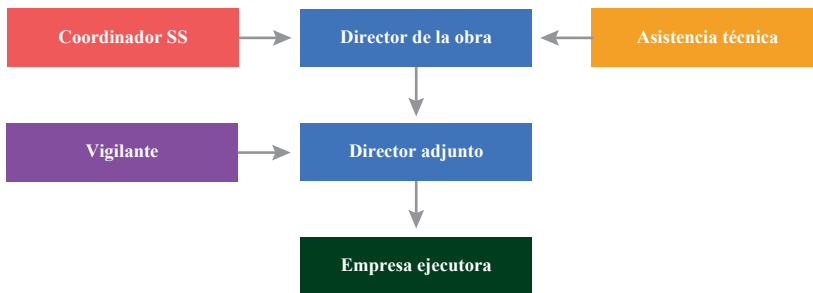 Coordinador SS
Director de la obra
Asistencia técnica
Vigilante
Director adjunto
Empresa ejecutora